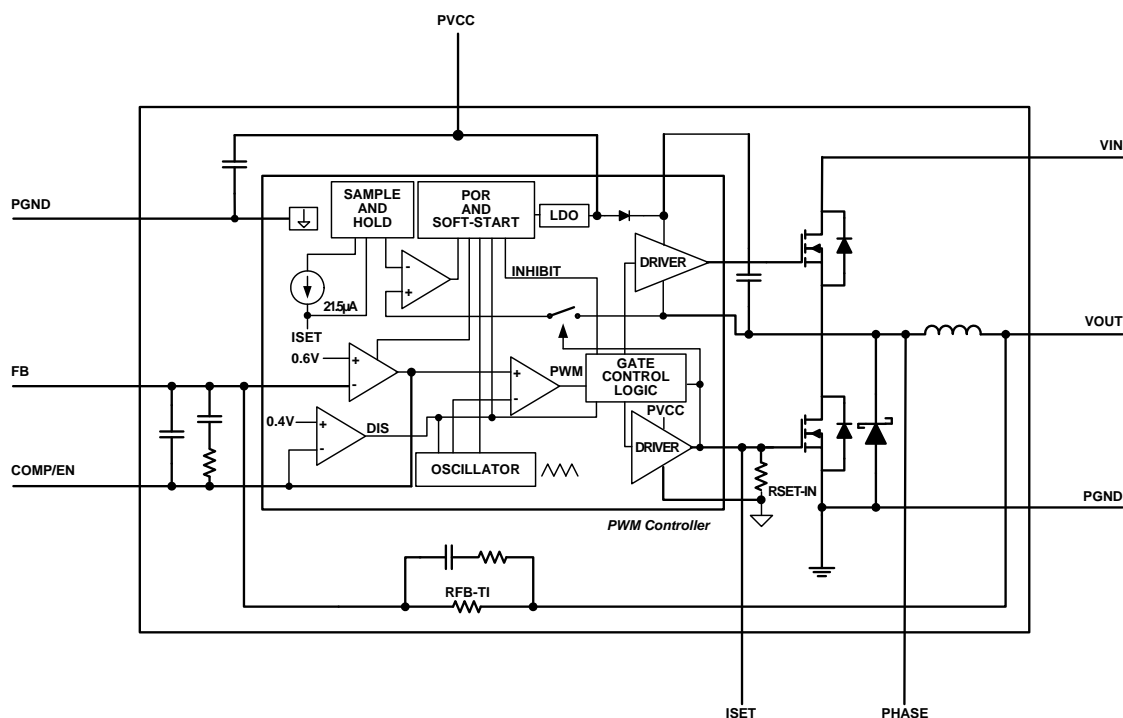 PVCC
VIN
PGND
SAMPLE
AND
HOLD
POR
AND
SOFT-START
LDO
DRIVER
INHIBIT
21.5µA
ISET
0.6V
VOUT
FB
PWM
GATE
CONTROL
LOGIC
0.4V
DIS
PVCC
DRIVER
COMP/EN
OSCILLATOR
RSET-IN
PGND
PWM Controller
RFB-TI
ISET
PHASE